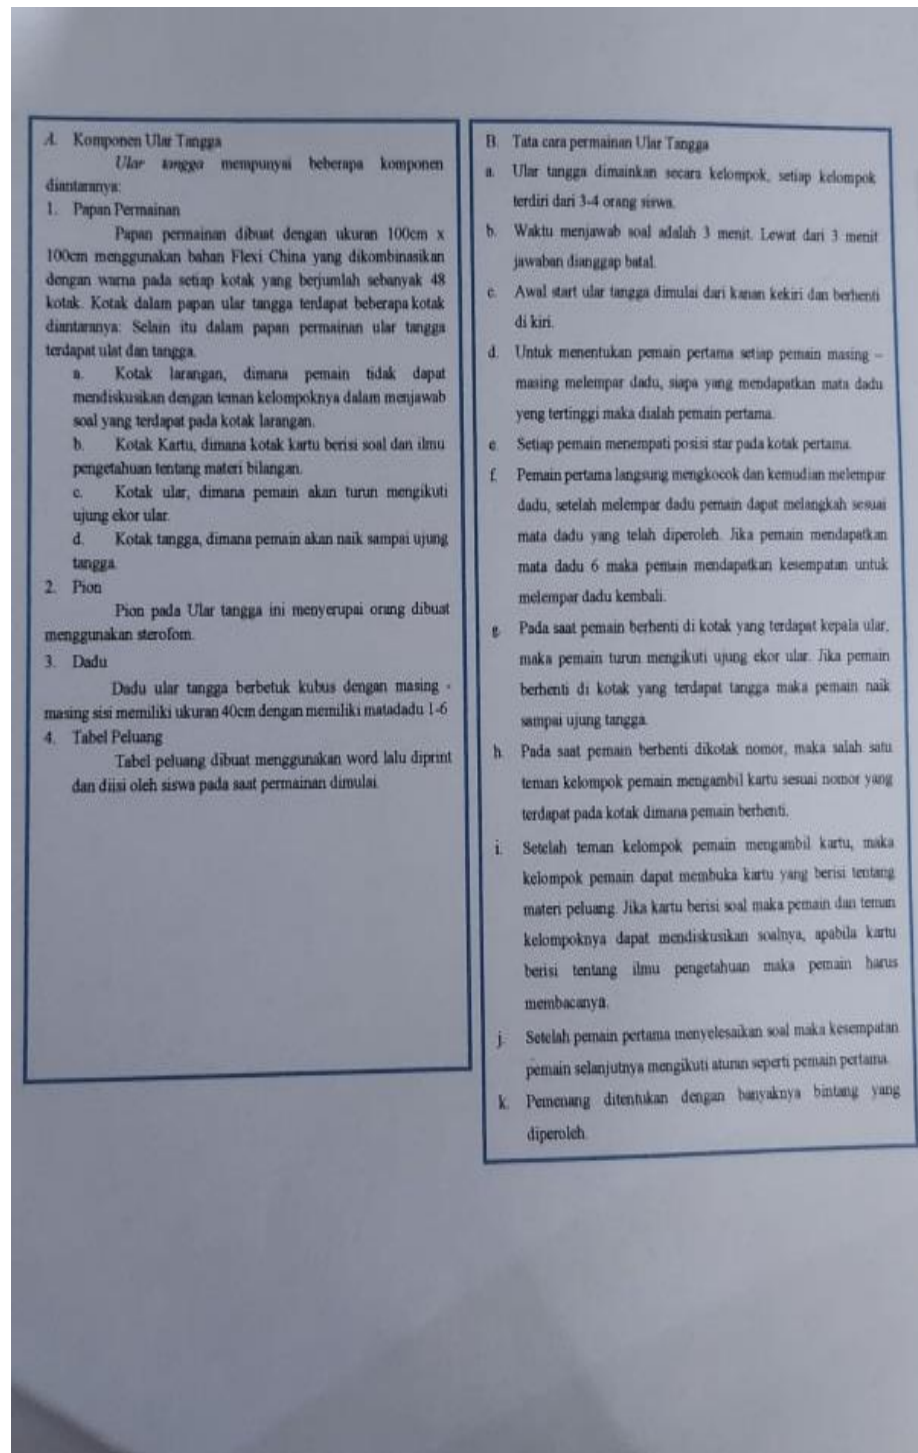 A. Komponen Ular Tangga
Ular tangga mempunyai beberapa komponen
diantaranya:
1. Papan Permainan
Papan permainan dibuat dengan ukuran 100cm x
100cm menggunakan bahan Flexi China yang dikombinasikan
dengan warna pada setiap kotak yang berjumlah sebanyak 48
kotak. Kotak dalam papan ular tangga terdapat beberapa kotak
diantaranya: Selain itu dalam papan permainan ular tangga
terdapat ulat dan tangga.
a. Kotak larangan, dimana pemain tidak dapat
mendiskusikan dengan teman kelompoknya dalam menjawab
soal yang terdapat pada kotak larangan.
b. Kotak Kartu, dimana kotak kartu berisi soal dan ilmu
pengetahuan tentang materi bilangan.
c. Kotak ular, dimana pemain akan turun mengikuti
ujung ekor ular.
d. Kotak tangga, dimana pemain akan naik sampai ujung
tangga.
2. Pion
Pion pada Ular tangga ini menyerupai orang dibuat
menggunakan sterofom.
3. Dadu
Dadu ular tangga berbetuk kubus dengan masing -
masing sisi memiliki ukuran 40cm dengan memiliki matadadu 1-6
4. Tabel Peluang
Tabel peluang dibuat menggunakan word lalu diprint
dan diisi oleh siswa pada saat permainan dimulai.
B. Tata cara permainan Ular Tangga
a. Ular tangga dimainkan secara kelompok, setiap kelompok
terdiri dari 3-4 orang siswa.
b. Waktu menjawab soal adalah 3 menit. Lewat dari 3 menit
jawaban dianggap batal.
c. Awal start ular tangga dimulai dari kanan kekiri dan berhenti
di kiri.
d. Untuk menentukan pemain pertama setiap pemain masing –
masing melempar dadu, siapa yang mendapatkan mata dadu
yeng tertinggi maka dialah pemain pertama.
e. Setiap pemain menempati posisi star pada kotak pertama.
f. Pemain pertama langsung mengkocok dan kemudian melempar
dadu, setelah melempar dadu pemain dapat melangkah sesuai
mata dadu yang telah diperoleh. Jika pemain mendapatkan
mata dadu 6 maka pemain mendapatkan kesempatan untuk
melempar dadu kembali.
g. Pada saat pemain berhenti di kotak yang terdapat kepala ular,
maka pemain turun mengikuti ujung ekor ular. Jika pemain
berhenti di kotak yang terdapat tangga maka pemain naik
sampai ujung tangga.
h. Pada saat pemain berhenti dikotak nomor, maka salah satu
teman kelompok pemain mengambil kartu sesuai nomor yang
terdapat pada kotak dimana pemain berhenti.
i. Setelah teman kelompok pemain mengambil kartu, maka
kelompok pemain dapat membuka kartu yang berisi tentang
materi peluang. Jika kartu berisi soal maka pemain dan teman
kelompoknya dapat mendiskusikan soalnya, apabila kartu
berisi tentang ilmu pengetahuan maka pemain harus
membacanya.
j. Setelah pemain pertama menyelesaikan soal maka kesempatan
pemain selanjutnya mengikuti aturan seperti pemain pertama.
k. Pemenang ditentukan dengan banyaknya bintang yang
diperoleh.